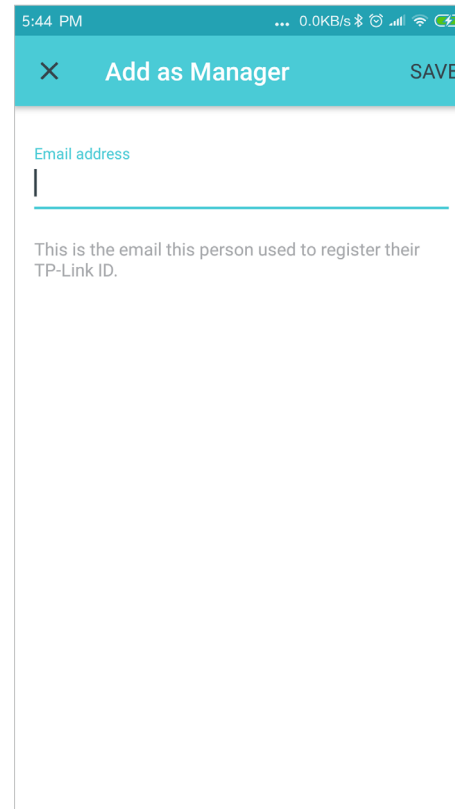 5:44 PM ... 0.0KB/s
Add as Manager SAVE
Email address
This is the email this person used to register their
TP-Link ID.